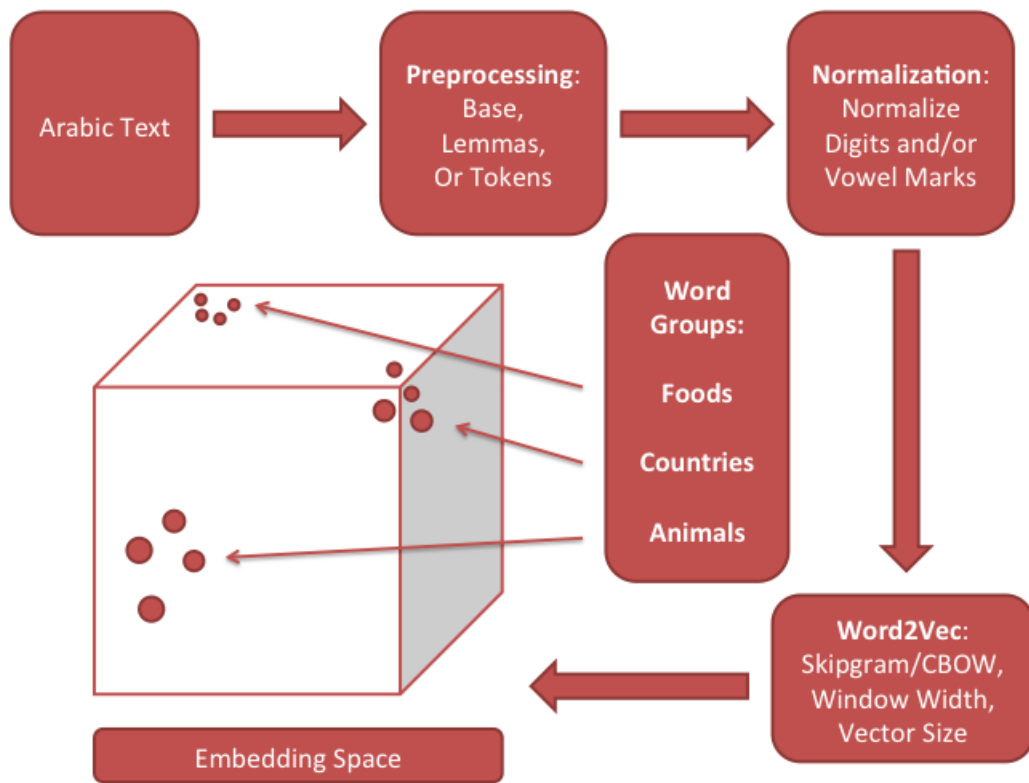 Arabic Text
Preprocessing:
Base,
Lemmas,
Or Tokens
Normalization:
Normalize
Digits and/or
Vowel Marks
Word
Groups:
Foods
Countries
Animals
Word2Vec:
Skipgram/CBOW,
Window Width,
Vector Size
Embedding Space